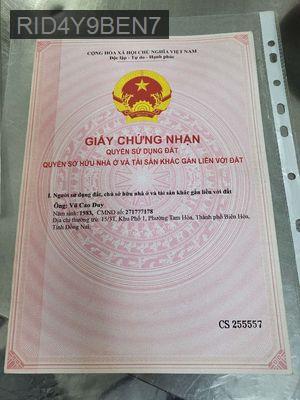 RID4Y9BEN7
CỘNG HÒA XÃ HỘI CHỦ NGHĨA VIỆT NAM
Độc lập - Tự do - Hạnh phúc
GIẤY CHỨNG NHẬN
QUYỀN SỬ DỤNG ĐẤT
QUYỀN SỞ HỮU NHÀ Ở VÀ TÀI SẢN KHÁC GẮN LIỀN VỚI ĐẤT
I. Người sử dụng đất, chủ sở hữu nhà ở và tài sản khác gắn liền với đất
Ông: Vũ Cao Duy
Năm sinh: 1983, CMND số: 271777178
Địa chỉ thường trú: 15/3T, Khu Phố 1, Phường Tam Hòa, Thành phố Biên Hòa,
Tỉnh Đồng Nai.
CS 255557